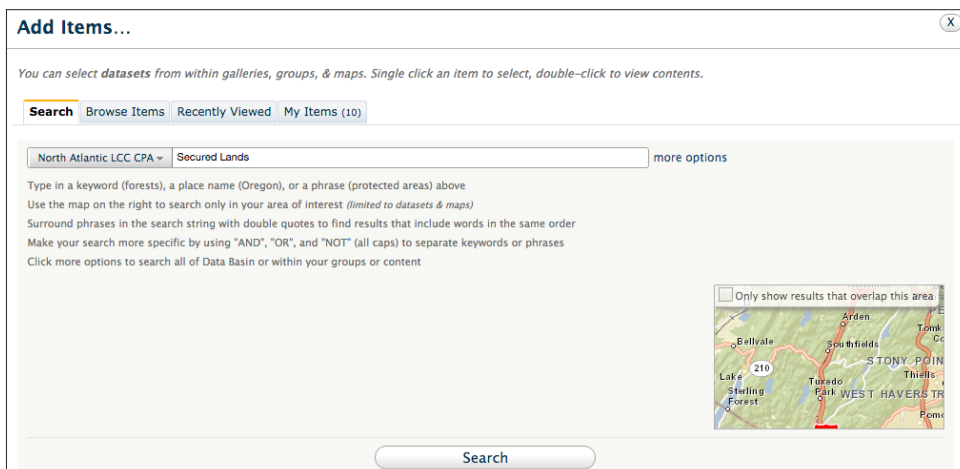 Add Items...
X
You can select datasets from within galleries, groups, & maps. Single click an item to select, double-click to view contents.
Search Browse Items Recently Viewed My Items (10)
North Atlantic LCC CPA Secured Lands more options
Type in a keyword (forests), a place name (Oregon), or a phrase (protected areas) above
Use the map on the right to search only in your area of interest (limited to datasets & maps)
Surround phrases in the search string with double quotes to find results that include words in the same order
Make your search more specific by using "AND", "OR", and "NOT" (all caps) to separate keywords or phrases
Click more options to search all of Data Basin or within your groups or content
Only show results that overlap this area
Arden
Bellvale
Southfields
STONY POIN
210
Lake
Thiells
Tuxedo
Sterling
Park
WEST HAVERSTR
Forest
Search